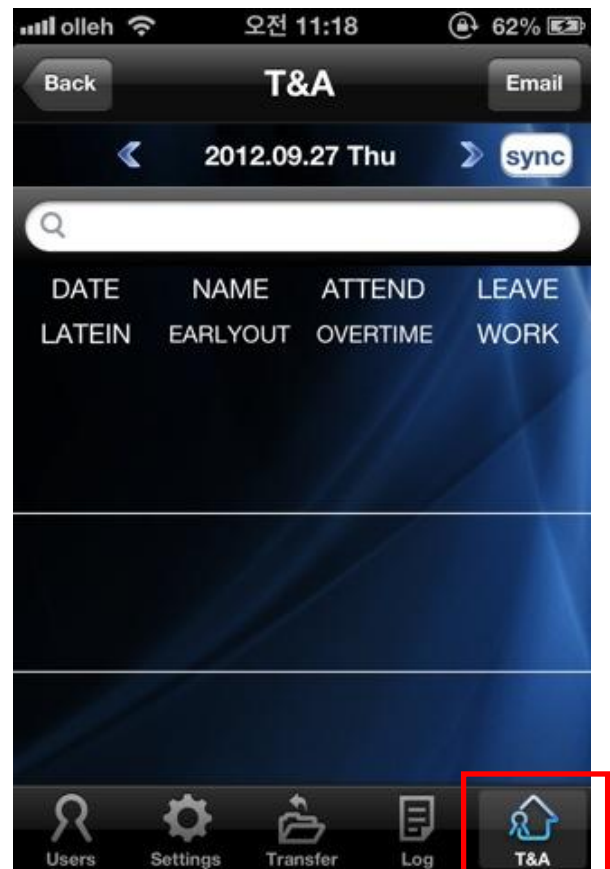 olleh 오전 11:18 62%
Back T&A Email
2012.09.27 Thu sync
DATE NAME ATTEND LEAVE
LATEIN EARLYOUT OVERTIME WORK
Users Settings Transfer Log T&A